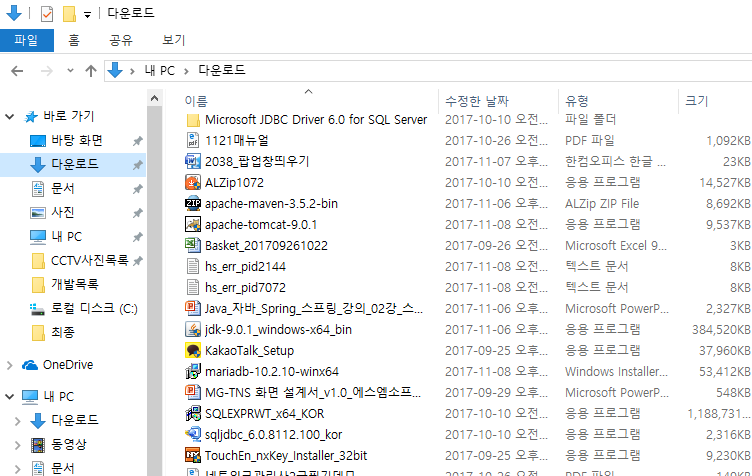 다운로드
파일 홈 공유 보기
내 PC 다운로드
바로 가기
바탕 화면
다운로드
문서
사진
내 PC
CCTV사진목록
개발목록
로컬 디스크 (C:)
최종
OneDrive
내 PC
다운로드
동영상
문서
이름 수정한 날짜 유형 크기
Microsoft JDBC Driver 6.0 for SQL Server 2017-10-10 오전... 파일 폴더
1121매뉴얼 2017-10-26 오전... PDF 파일 1,092KB
2038_팝업창띄우기 2017-11-07 오후... 한컴오피스 한글 ... 23KB
ALZip1072 2017-10-10 오전... 응용 프로그램 14,527KB
apache-maven-3.5.2-bin 2017-11-06 오후... ALZip ZIP File 8,692KB
apache-tomcat-9.0.1 2017-11-08 오전... 응용 프로그램 9,537KB
Basket_201709261022 2017-09-26 오전... Microsoft Excel 9... 3KB
hs_err_pid2144 2017-11-08 오전... 텍스트 문서 8KB
hs_err_pid7072 2017-11-08 오전... 텍스트 문서 8KB
Java_자바_Spring_스프링_강의_02강_스... 2017-11-06 오후... Microsoft PowerP... 2,327KB
jdk-9.0.1_windows-x64_bin 2017-11-06 오후... 응용 프로그램 384,520KB
KakaoTalk_Setup 2017-09-25 오전... 응용 프로그램 37,960KB
mariadb-10.2.10-winx64 2017-11-08 오전... Windows Installer... 53,412KB
MG-TNS 화면 설계서_v1.0_에스엠소프... 2017-09-29 오후... Microsoft PowerP... 548KB
SQLEXPRWT_x64_KOR 2017-10-10 오전... 응용 프로그램 1,188,731...
sqljdbc_6.0.8112.100_kor 2017-10-10 오전... 응용 프로그램 2,316KB
TouchEn_nxKey_Installer_32bit 2017-09-25 오전... 응용 프로그램 9,230KB